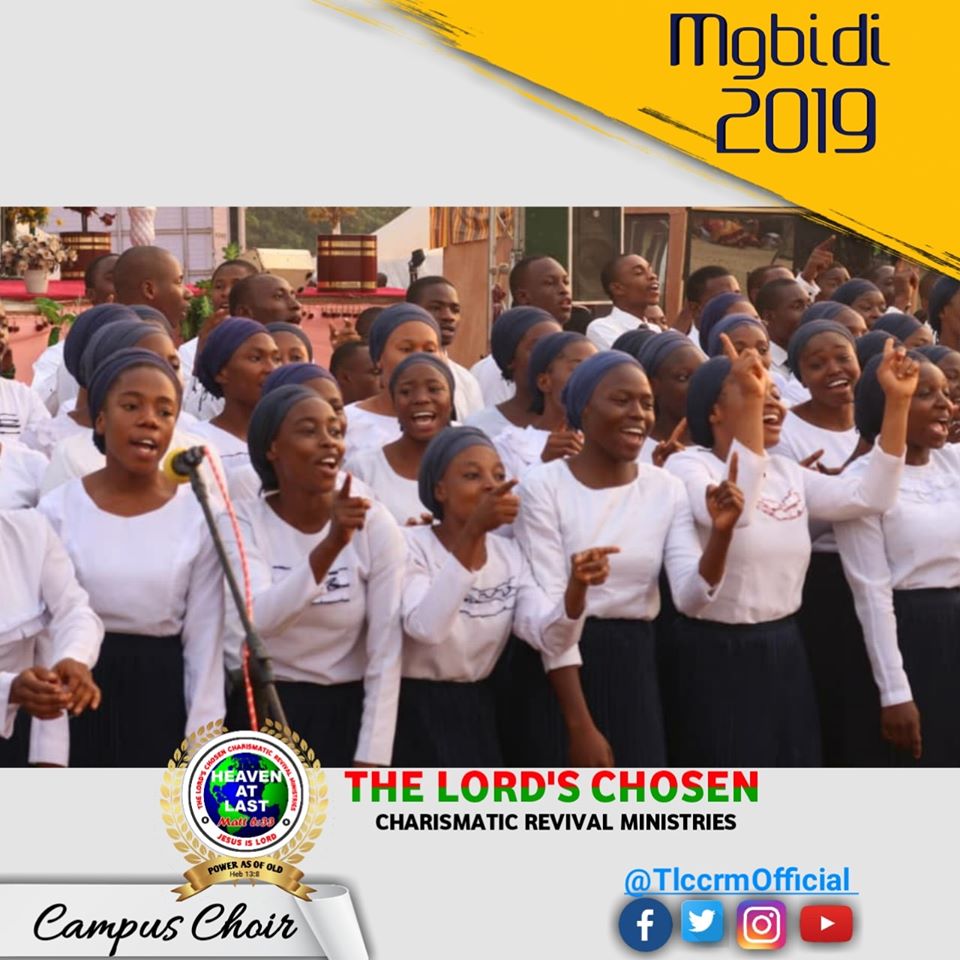 Mgbidi
2019
THE LORD'S CHOSEN CHARISMATIC REVIVAL MINISTRIES
HEAVEN
AT
LAST
Matt 6:33
JESUS IS LORD
POWER AS OF OLD
Heb 13:8
THE LORD'S CHOSEN
CHARISMATIC REVIVAL MINISTRIES
Campus Choir
@TlccrmOfficial